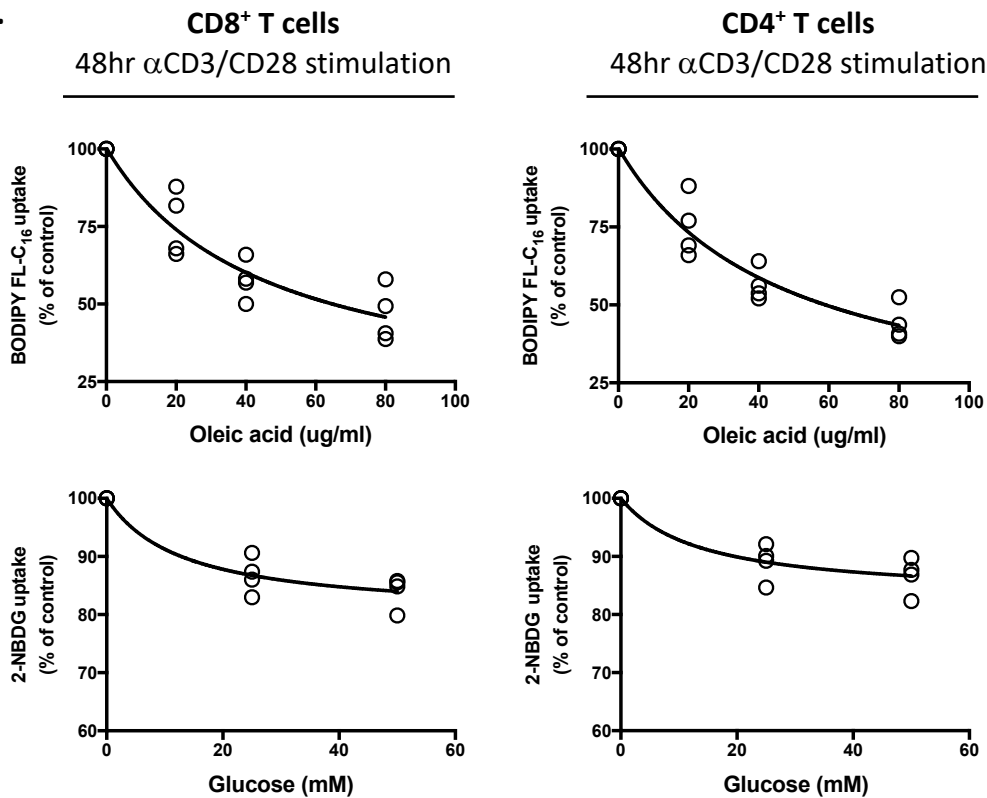 CD8⁺ T cells
48hr αCD3/CD28 stimulation
CD4⁺ T cells
48hr αCD3/CD28 stimulation
BODIPY FL-C₁₆ uptake
(% of control)
100
75
50
25
0 20 40 60 80 100
Oleic acid (ug/ml)
BODIPY FL-C₁₆ uptake
(% of control)
100
75
50
25
0 20 40 60 80 100
Oleic acid (ug/ml)
2-NBDG uptake
(% of control)
100
90
80
70
60
0 20 40 60
Glucose (mM)
2-NBDG uptake
(% of control)
100
90
80
70
60
0 20 40 60
Glucose (mM)